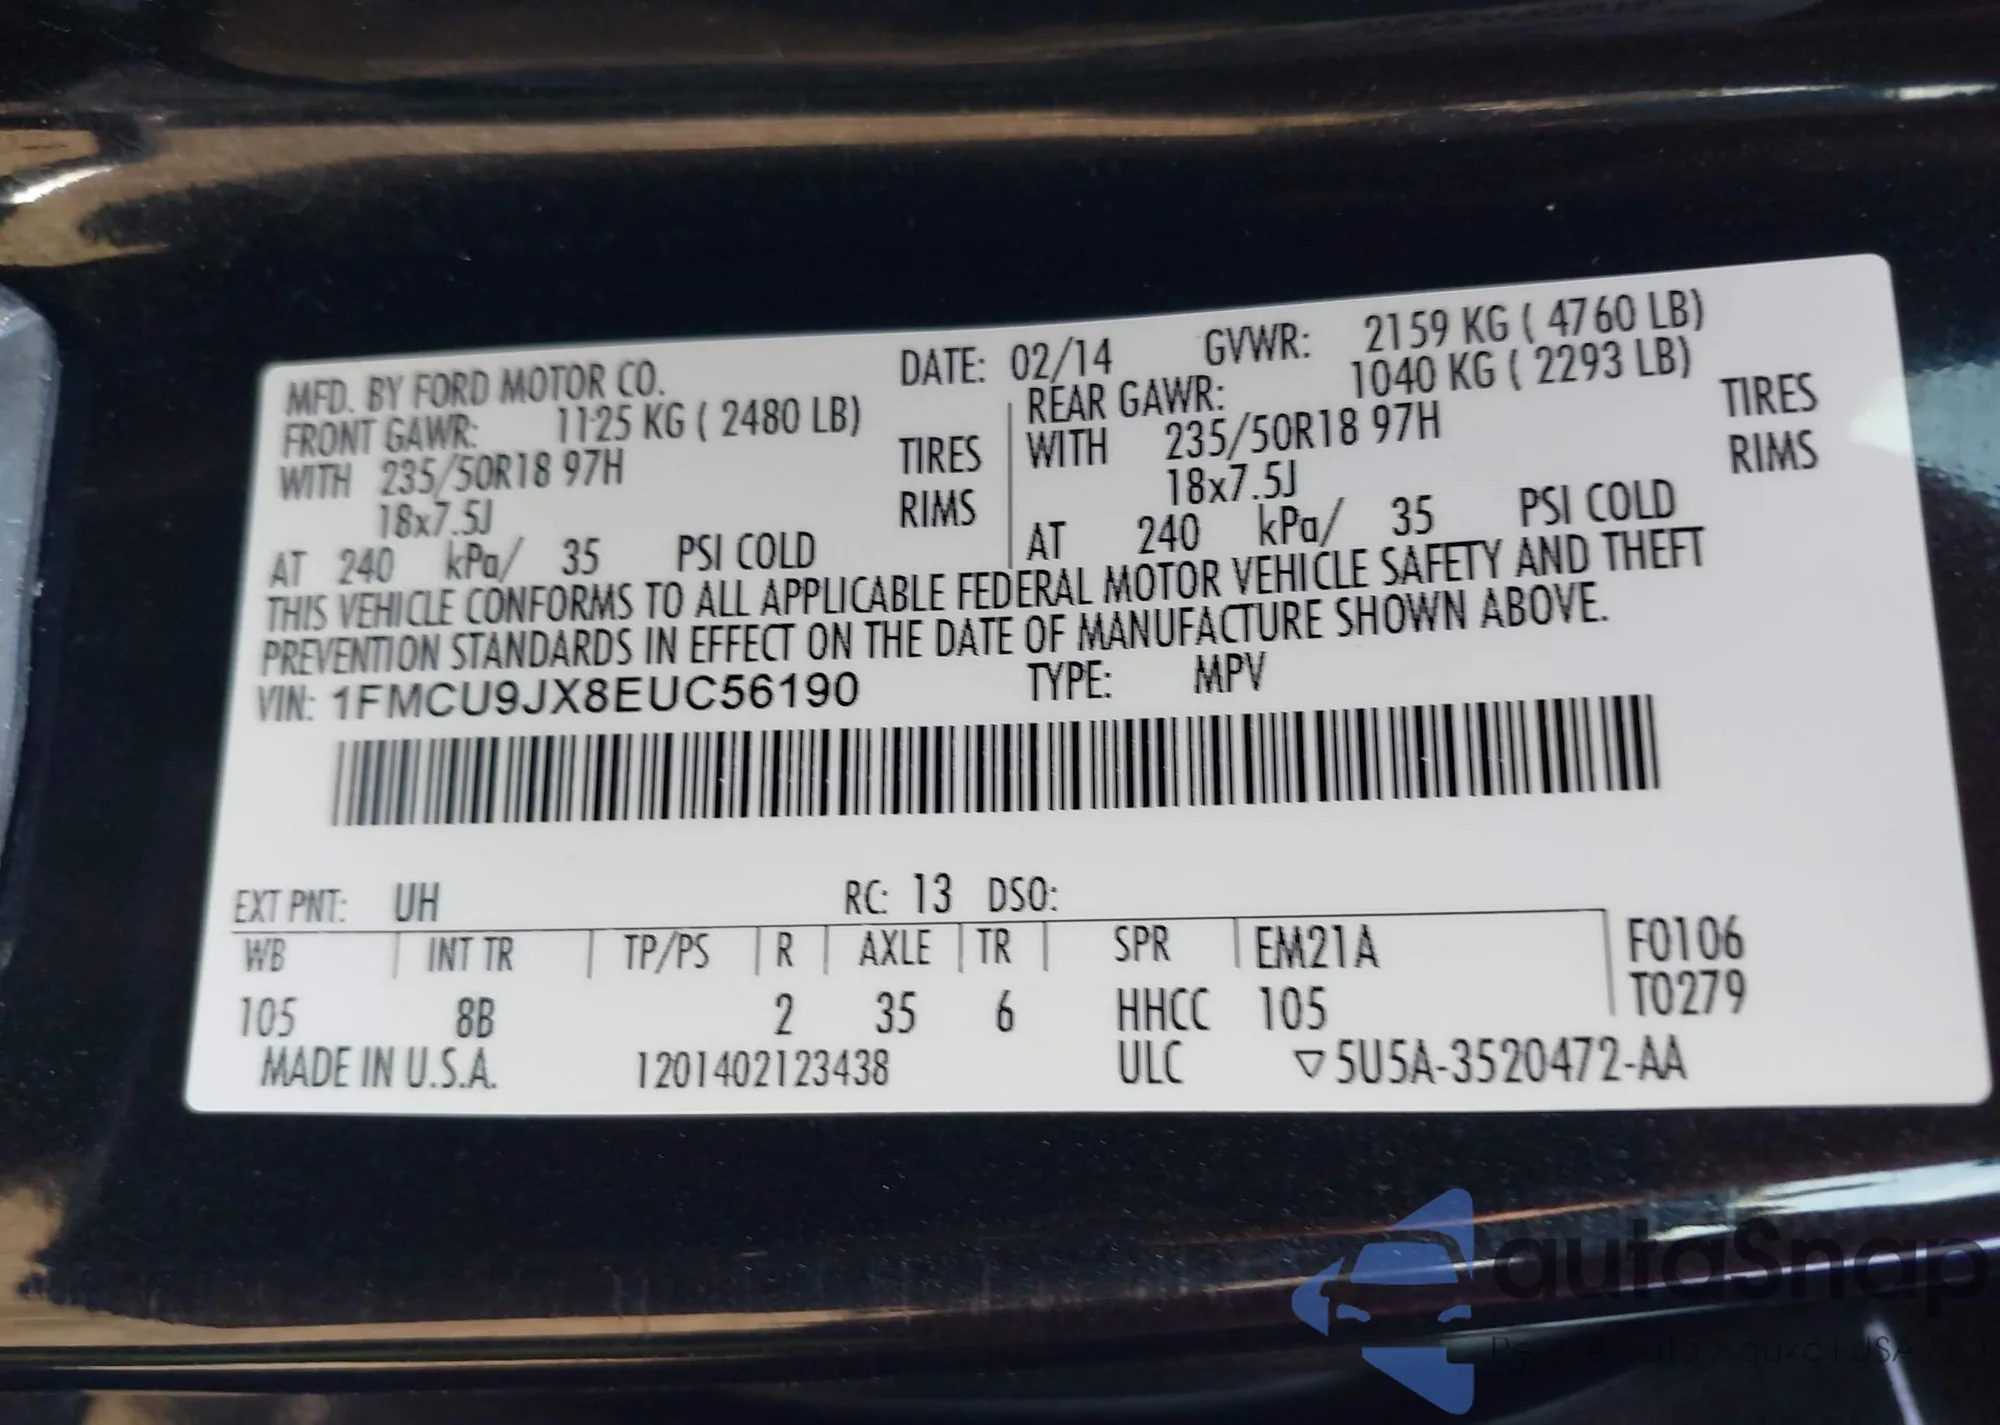 MFD. BY FORD MOTOR CO. DATE: 02/14 GVWR: 2159 KG ( 4760 LB)
FRONT GAWR: 1125 KG ( 2480 LB) REAR GAWR: 1040 KG ( 2293 LB)
WITH 235/50R18 97H TIRES WITH 235/50R18 97H TIRES
18x7.5J RIMS 18x7.5J RIMS
AT 240 kPa/ 35 PSI COLD AT 240 kPa/ 35 PSI COLD
THIS VEHICLE CONFORMS TO ALL APPLICABLE FEDERAL MOTOR VEHICLE SAFETY AND THEFT
PREVENTION STANDARDS IN EFFECT ON THE DATE OF MANUFACTURE SHOWN ABOVE.
VIN: 1FMCU9JX8EUC56190 TYPE: MPV
EXT PNT: UH RC: 13 DSO:
WB INT TR TP/PS R AXLE TR SPR EM21A F0106
105 8B 2 35 6 HHCC 105 T0279
MADE IN U.S.A. 1201402123438 ULC ▽5U5A-3520472-AA
autoSnap